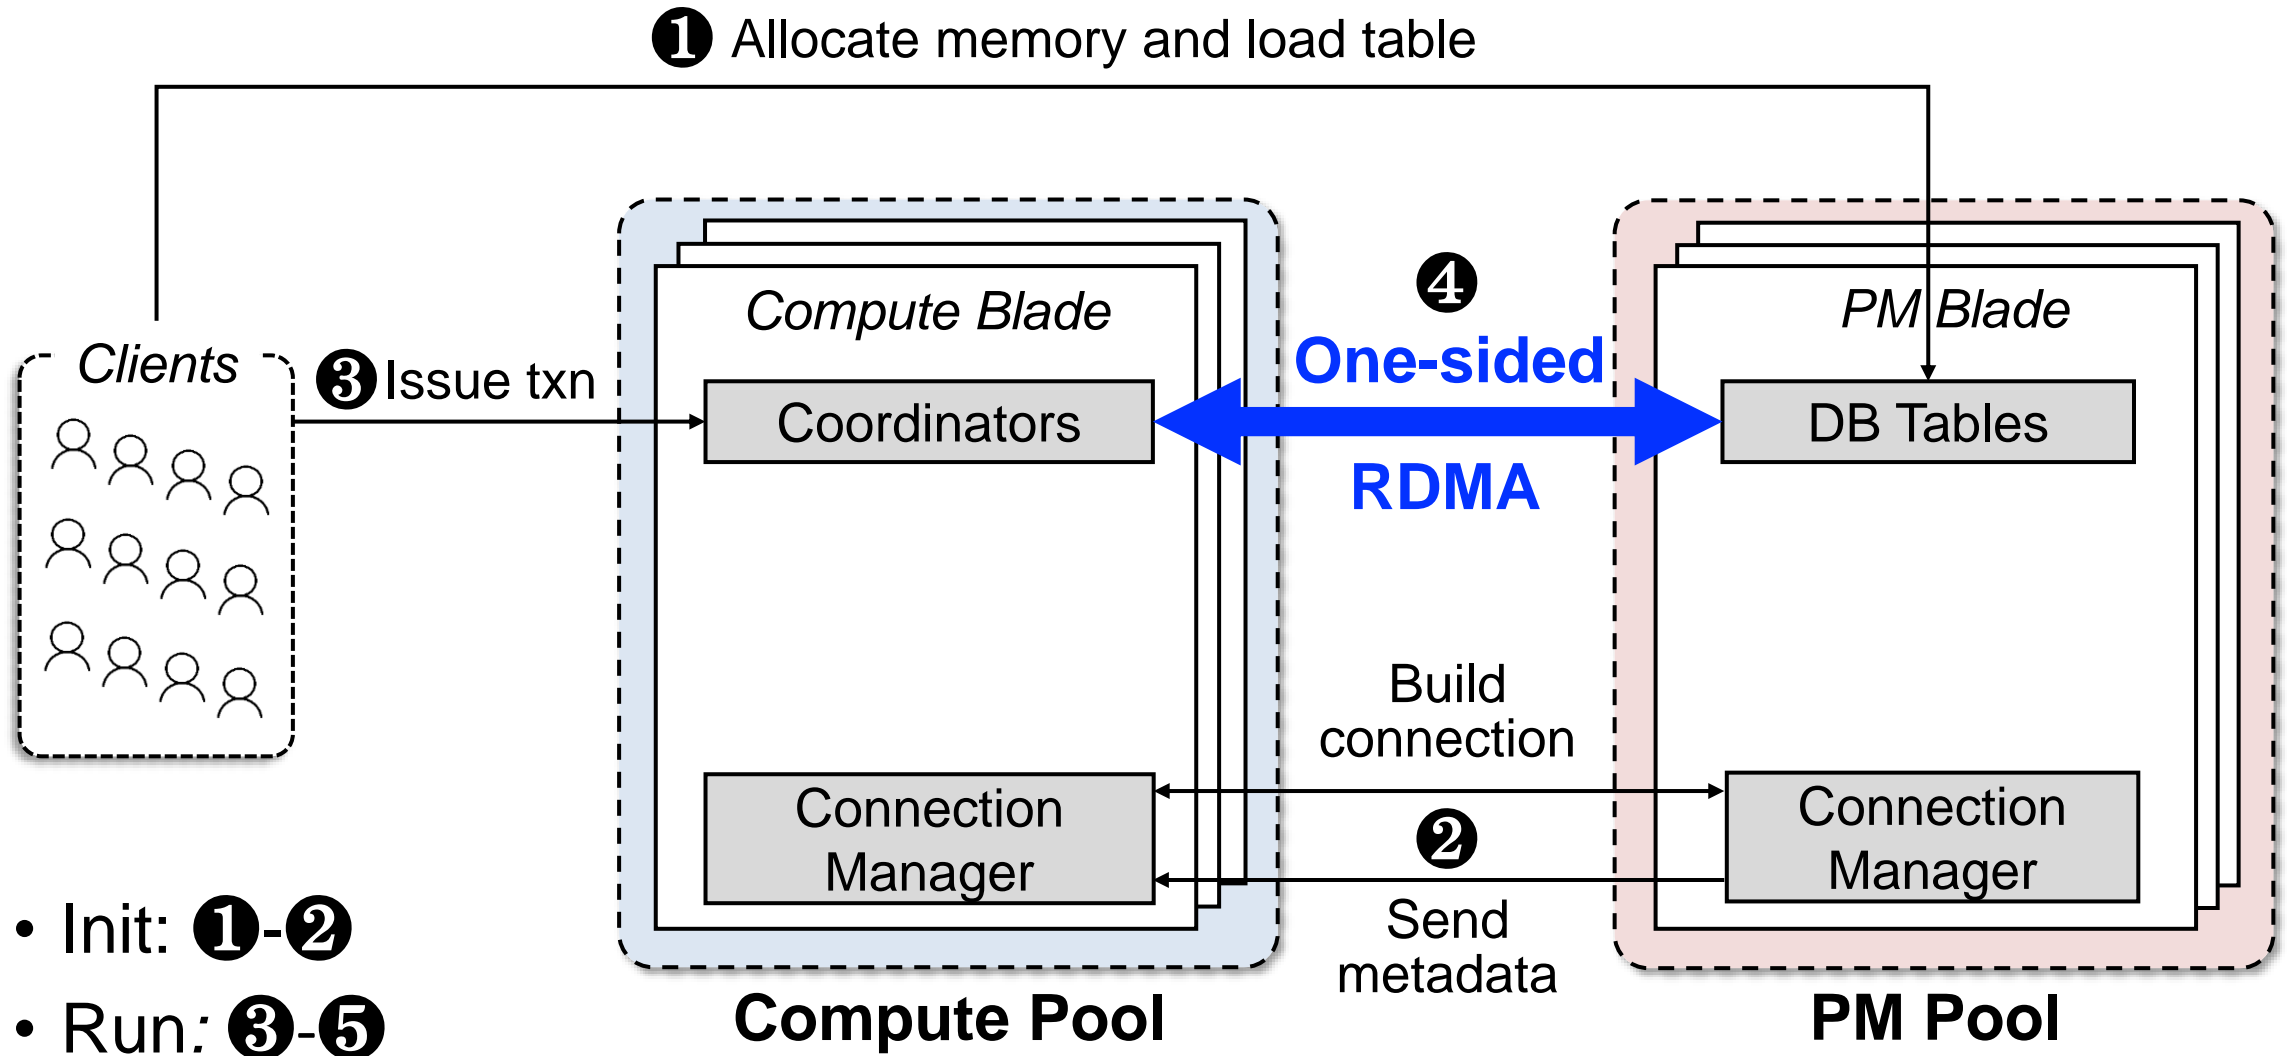 ❶ Allocate memory and load table
Clients
❸ Issue txn
Compute Blade
Coordinators
❹
One-sided
RDMA
PM Blade
DB Tables
Build
connection
❷
Send
metadata
Connection
Manager
Connection
Manager
• Init: ❶-❷
• Run: ❸-❺
Compute Pool
PM Pool